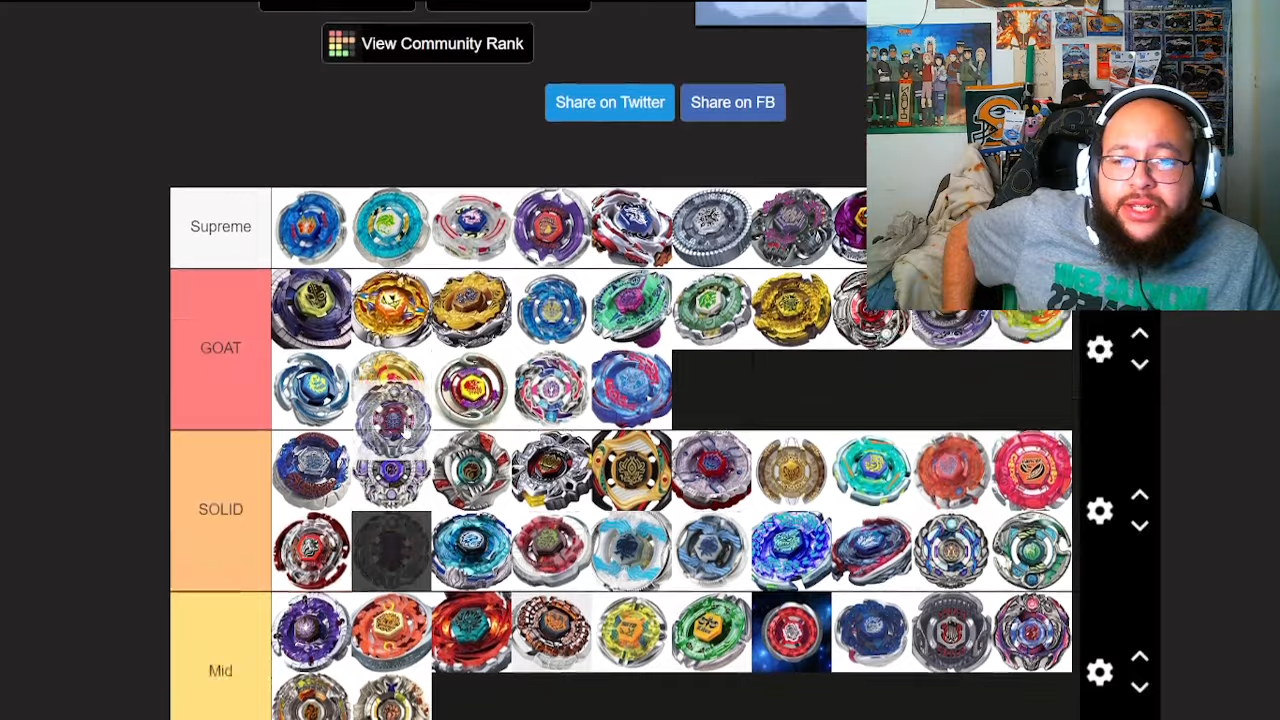 View Community Rank
Share on Twitter
Share on FB
Supreme
GOAT
SOLID
Mid